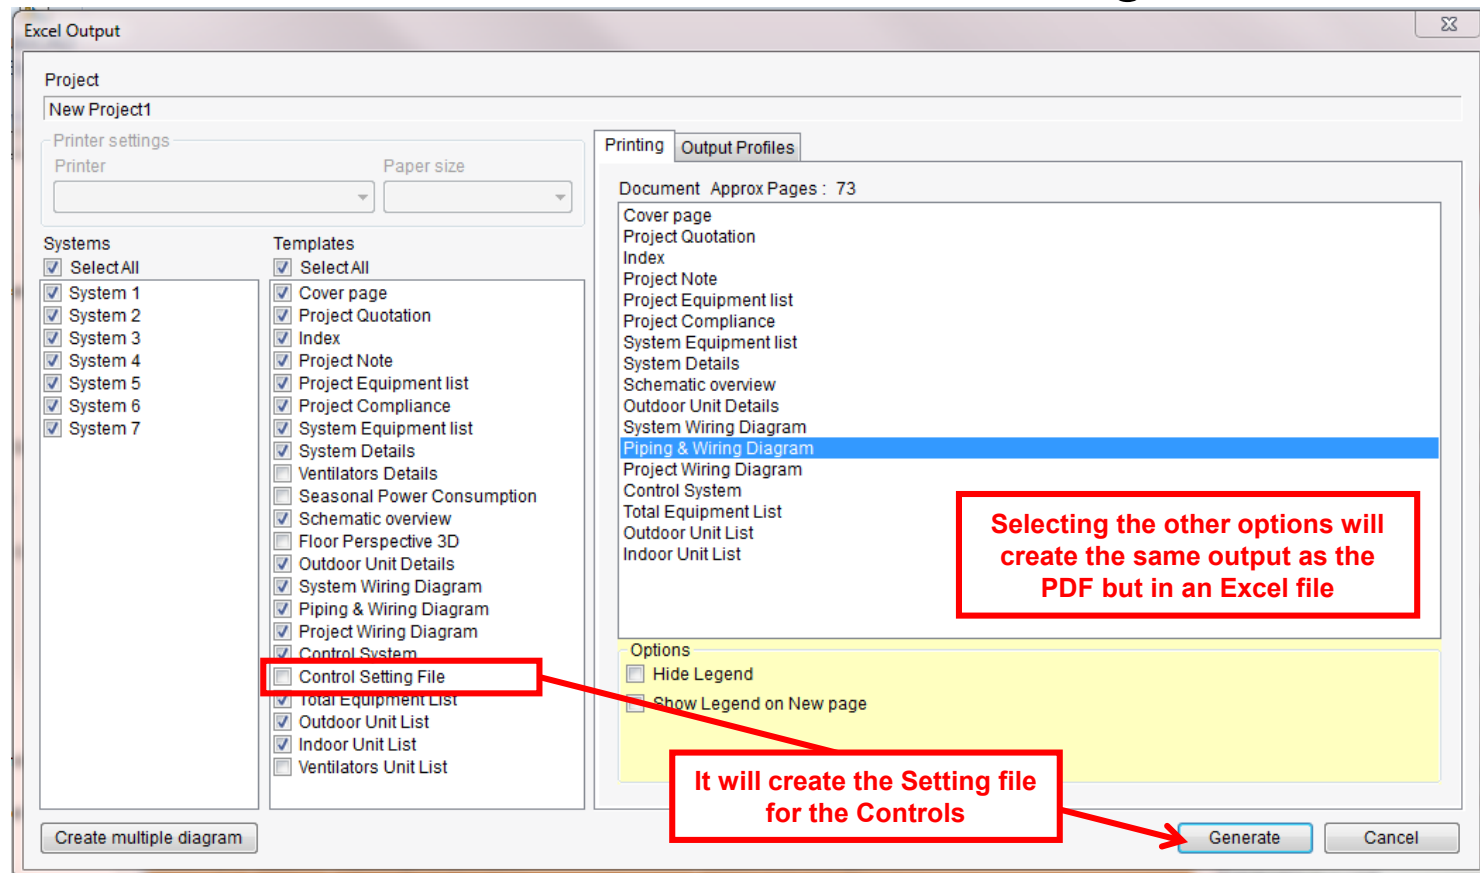 Excel Output
Project
New Project1
Printer settings
Printer
Paper size
Systems
Select All
System 1
System 2
System 3
System 4
System 5
System 6
System 7
Templates
Select All
Cover page
Project Quotation
Index
Project Note
Project Equipment list
Project Compliance
System Equipment list
System Details
Ventilators Details
Seasonal Power Consumption
Schematic overview
Floor Perspective 3D
Outdoor Unit Details
System Wiring Diagram
Piping & Wiring Diagram
Project Wiring Diagram
Control System
Control Setting File
Total Equipment List
Outdoor Unit List
Indoor Unit List
Ventilators Unit List
Printing
Output Profiles
Document Approx Pages : 73
Cover page
Project Quotation
Index
Project Note
Project Equipment list
Project Compliance
System Equipment list
System Details
Schematic overview
Outdoor Unit Details
System Wiring Diagram
Piping & Wiring Diagram
Project Wiring Diagram
Control System
Total Equipment List
Outdoor Unit List
Indoor Unit List
Selecting the other options will
create the same output as the
PDF but in an Excel file
Options
Hide Legend
Show Legend on New page
It will create the Setting file
for the Controls
Create multiple diagram
Generate
Cancel